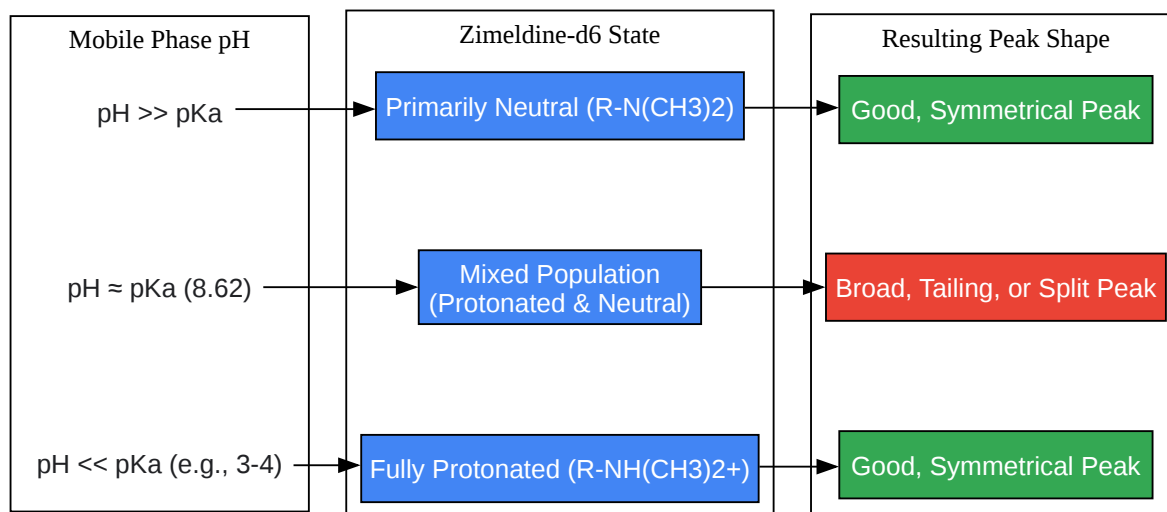 Mobile Phase pH
Zimeldine-d6 State
Resulting Peak Shape
pH >> pKa
Primarily Neutral (R-N(CH3)2)
Good, Symmetrical Peak
pH ≈ pKa (8.62)
Mixed Population
(Protonated & Neutral)
Broad, Tailing, or Split Peak
pH << pKa (e.g., 3-4)
Fully Protonated (R-NH(CH3)2+)
Good, Symmetrical Peak